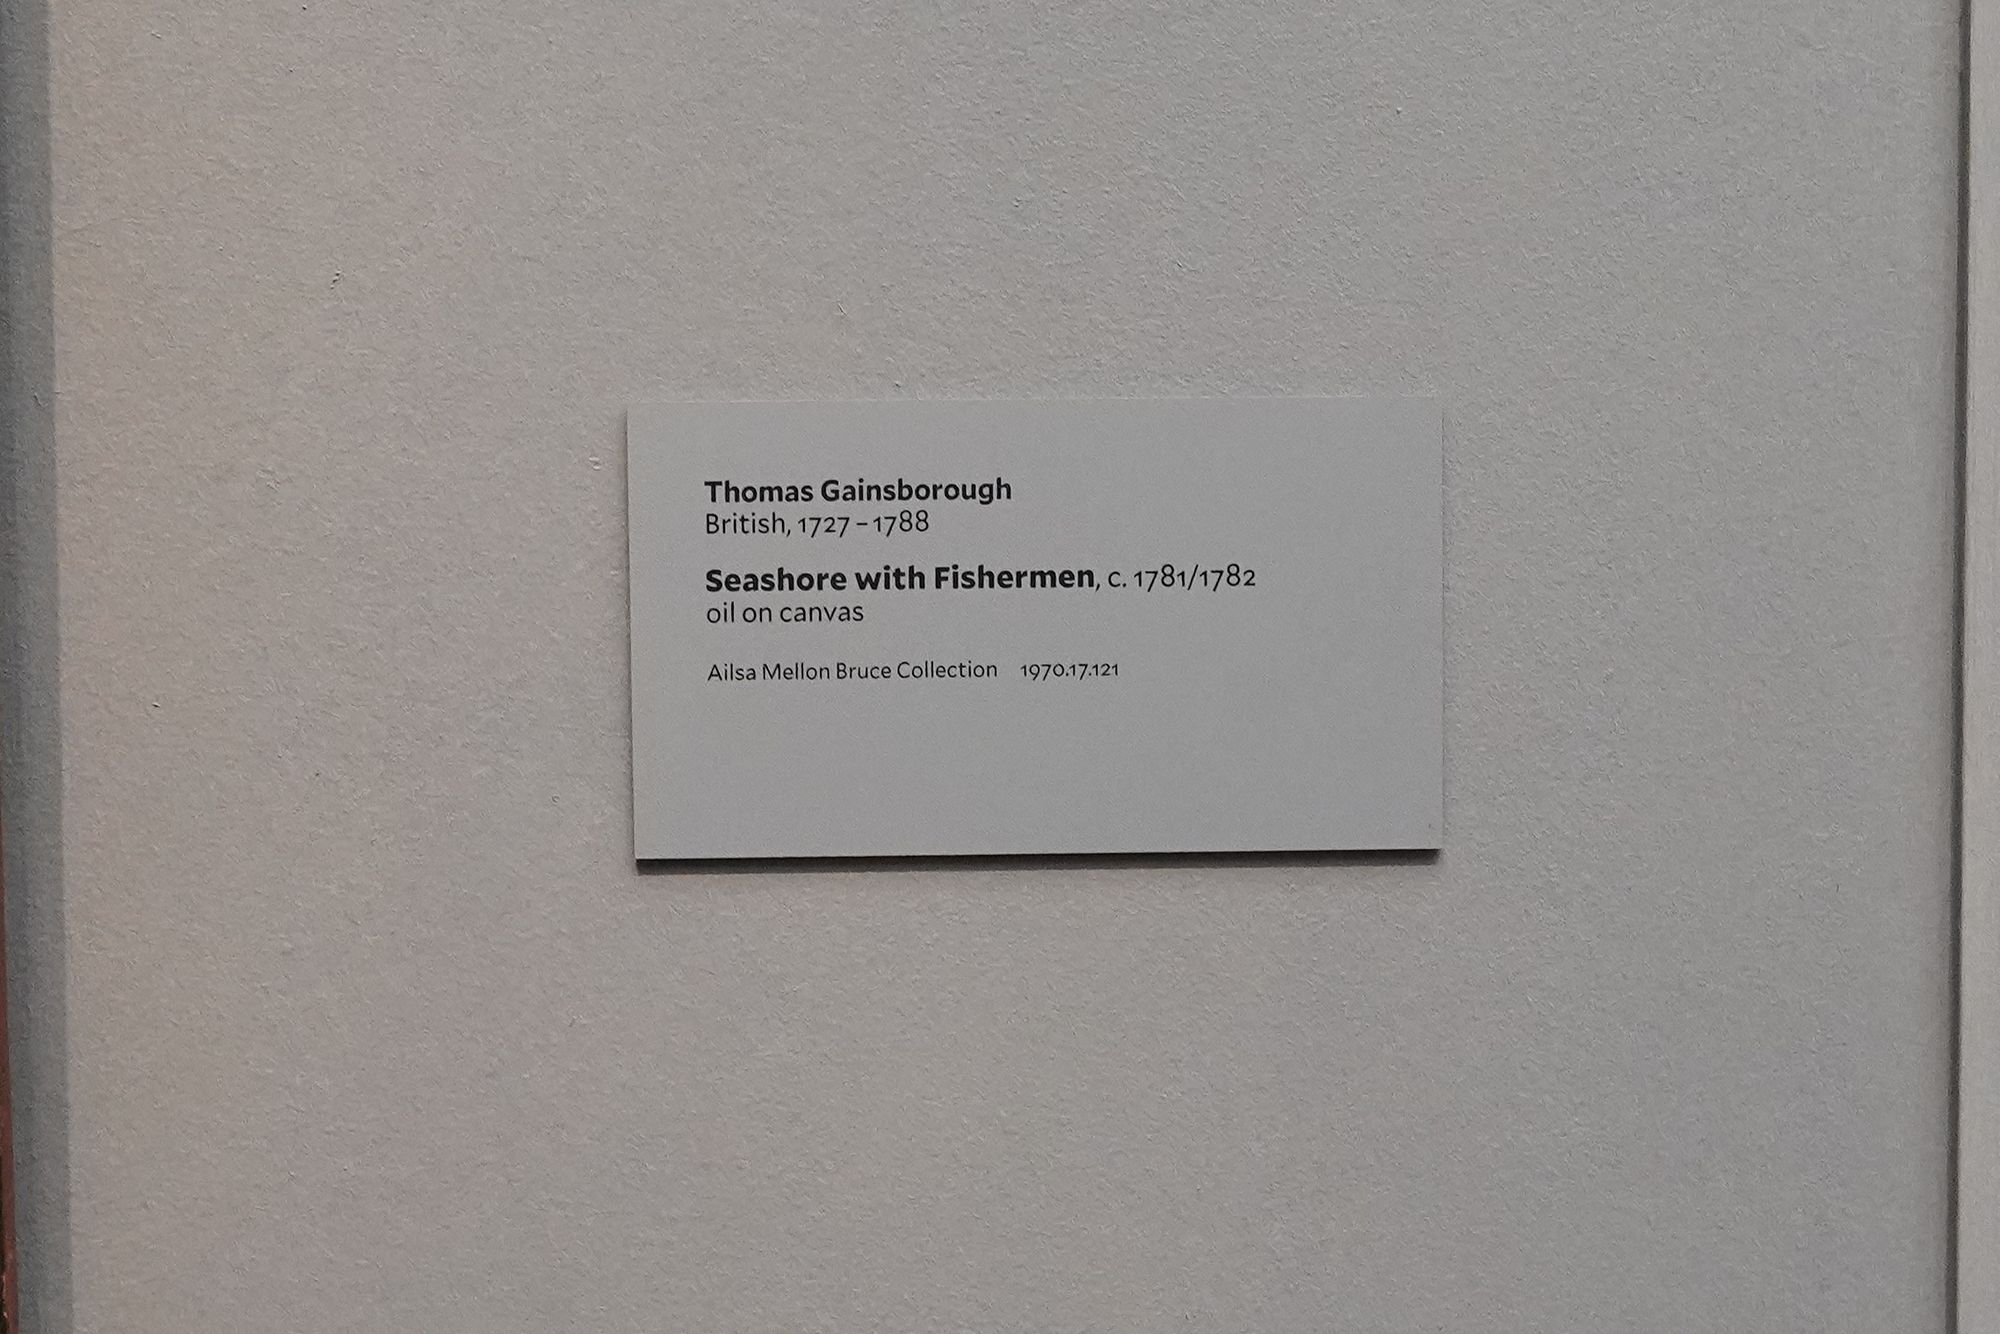 Thomas Gainsborough
British, 1727 – 1788
Seashore with Fishermen, c. 1781/1782
oil on canvas
Ailsa Mellon Bruce Collection 1970.17.121